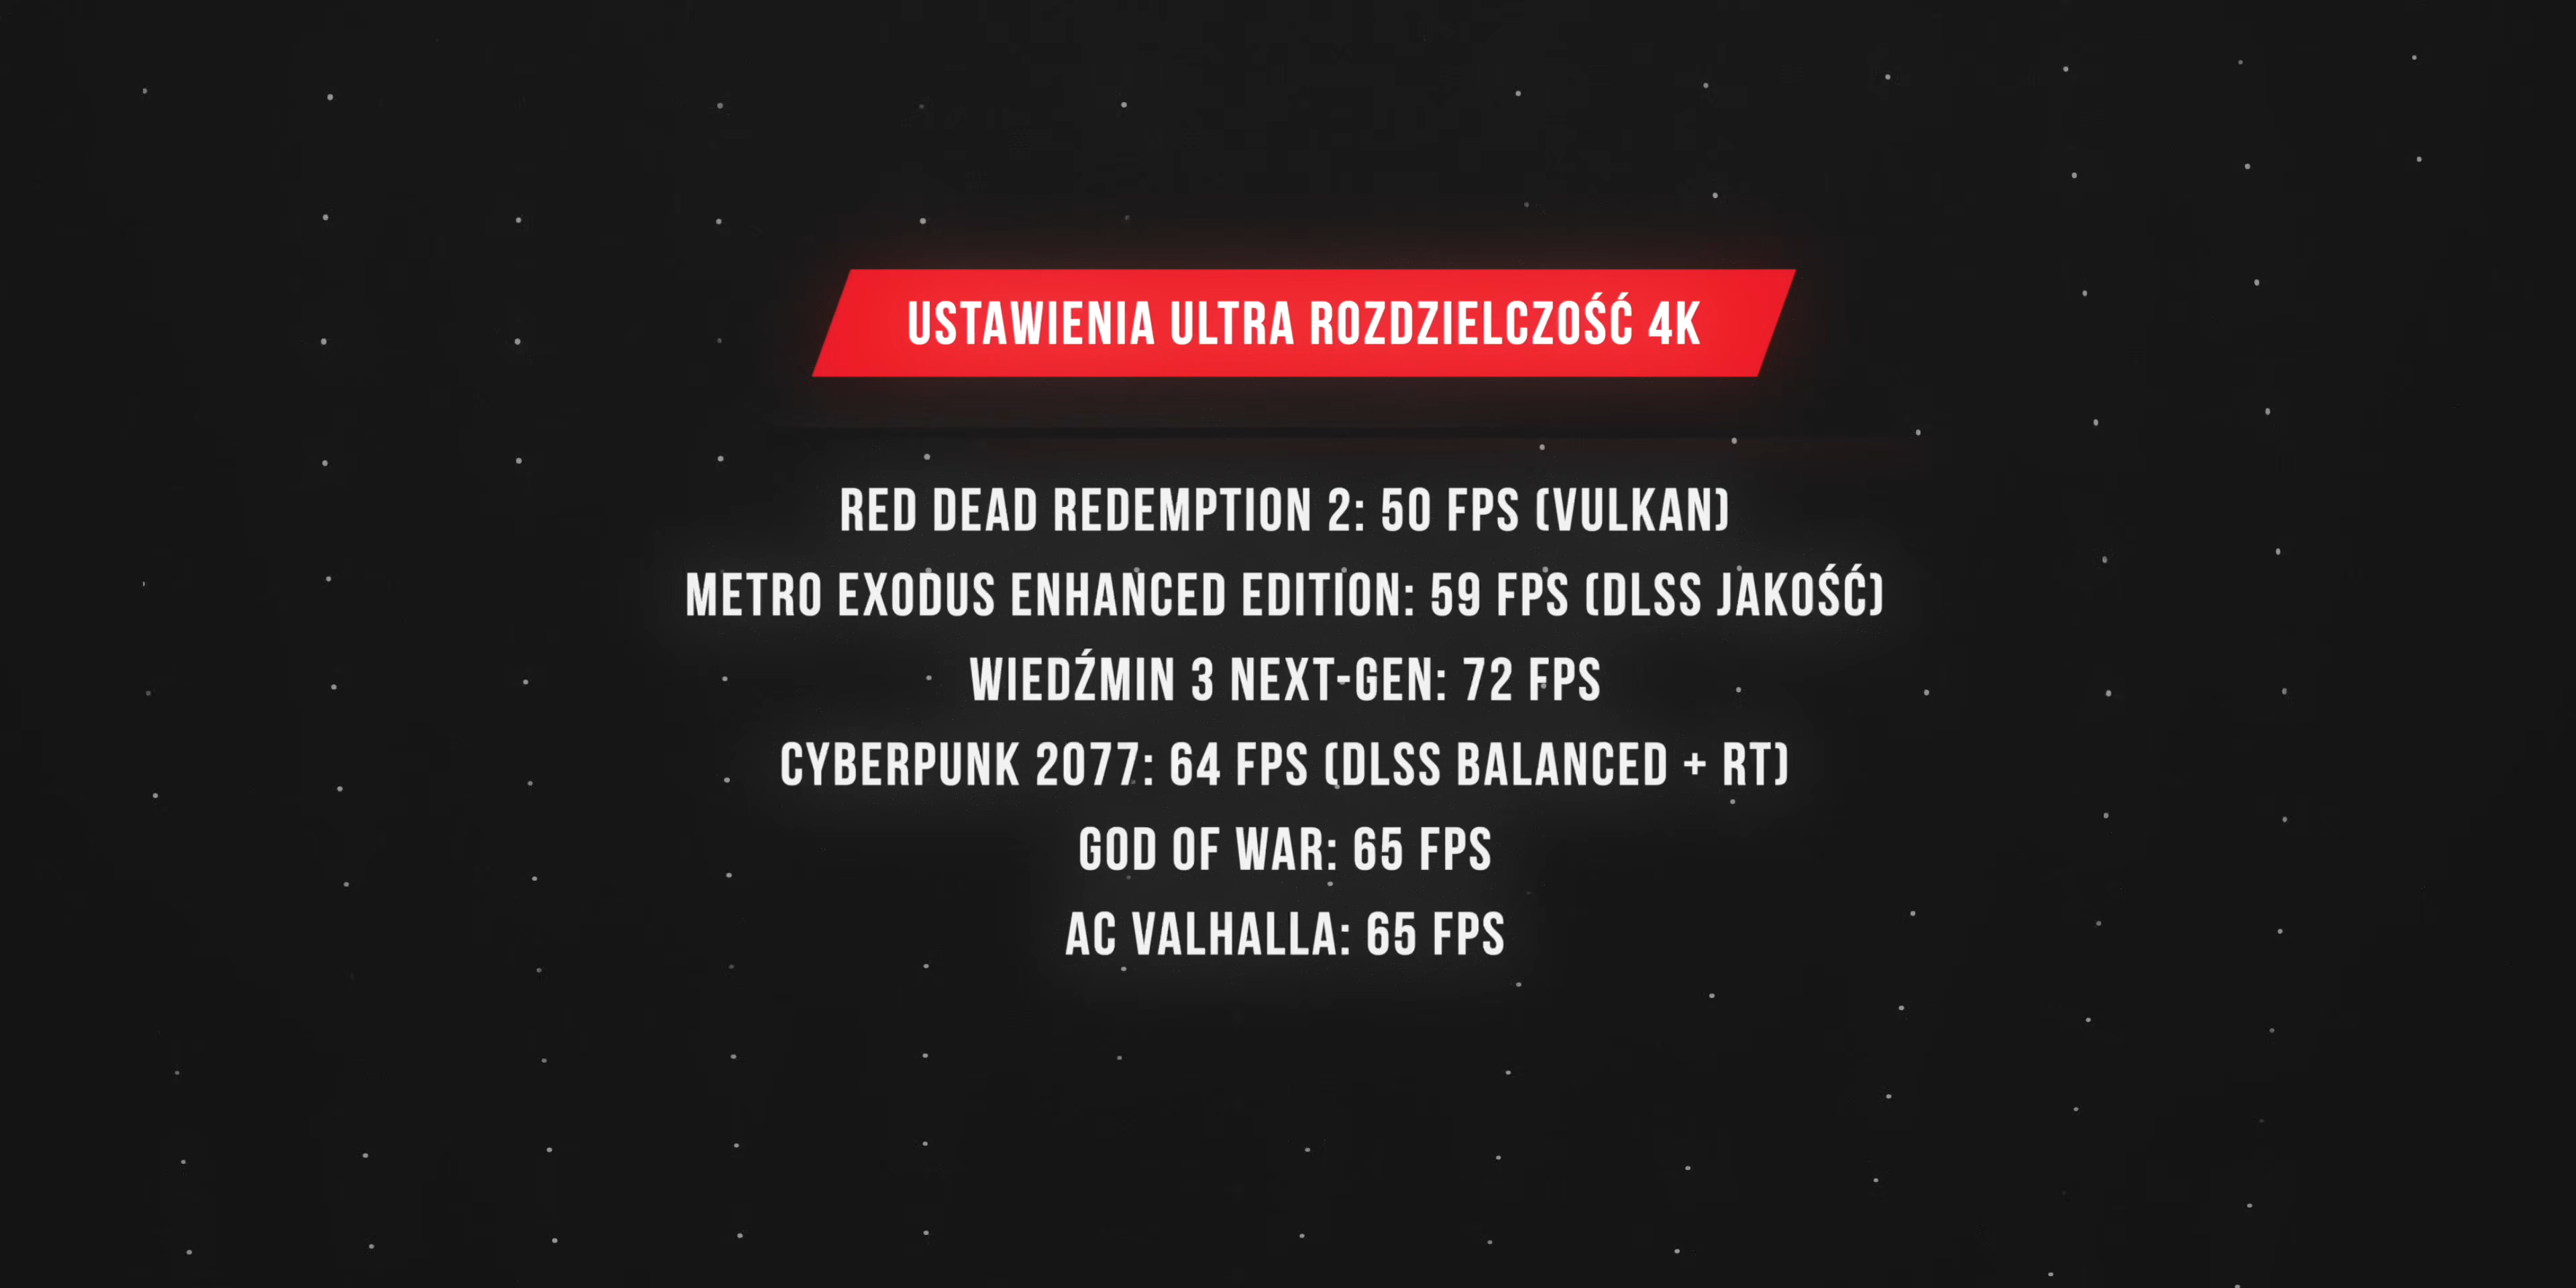 USTAWIENIA ULTRA ROZDZIELCZOŚĆ 4K
RED DEAD REDEMPTION 2: 50 FPS (VULKAN)
METRO EXODUS ENHANCED EDITION: 59 FPS (DLSS JAKOŚĆ)
WIEDŹMIN 3 NEXT-GEN: 72 FPS
CYBERPUNK 2077: 64 FPS (DLSS BALANCED + RT)
GOD OF WAR: 65 FPS
AC VALHALLA: 65 FPS